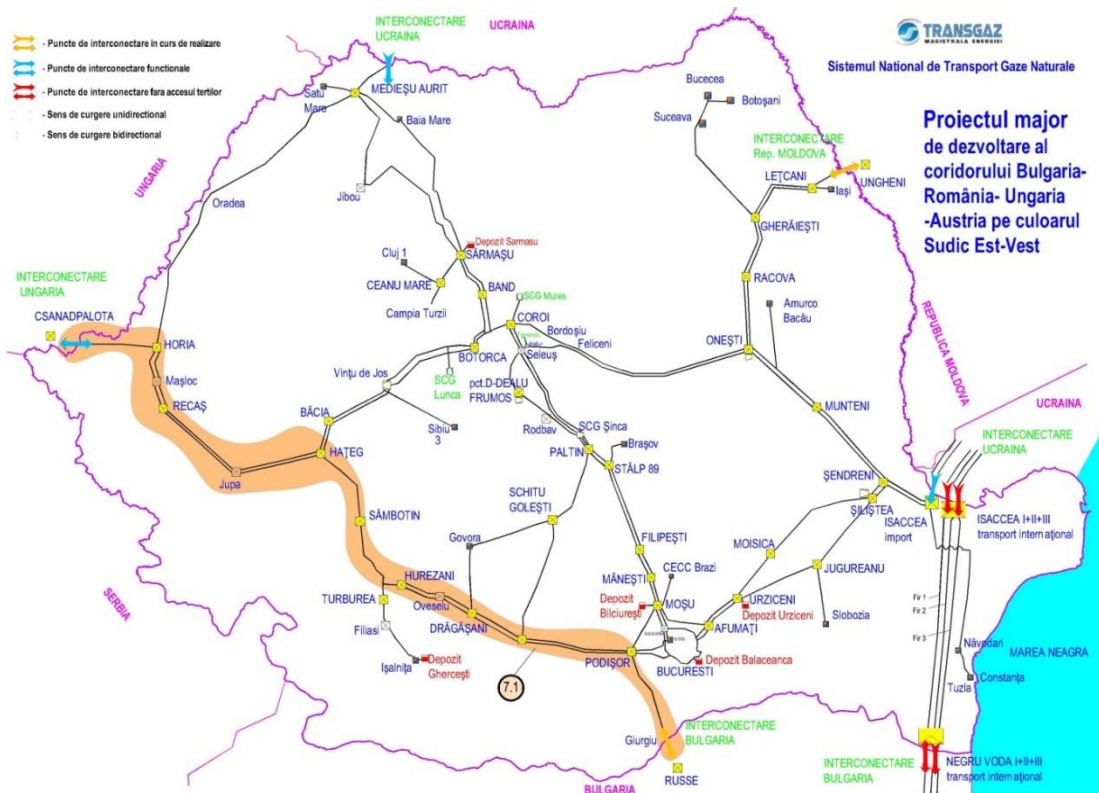 - Puncte de interconectare in curs de realizare
- Puncte de interconectare functionale
- Puncte de interconectare fara accesul tertilor
- Sens de curgere unidirectional
- Sens de curgere bidirectional
TRANSGAZ
MAGISTRALA ENERGIEI
Sistemul National de Transport Gaze Naturale
Proiectul major
de dezvoltare al
coridorului Bulgaria-
România- Ungaria
-Austria pe culoarul
Sudic Est-Vest
UCRAINA
INTERCONECTARE
UCRAINA
UCRAINA
MEDIEŞU AURIT
Satu
Mare
Baia Mare
Bucecea
Botoşani
Suceava
INTERCONECTARE
Rep. MOLDOVA
LEŢCANI
UNGHENI
Iaşi
UNGARIA
Oradea
Jibou
GHERĂIEŞTI
Depozit Sarmasu
SĂRMAŞU
Cluj 1
CEANU MARE
BAND
RACOVA
INTERCONECTARE
UNGARIA
CSANADPALOTA
Campia Turzii
SCG Mures
COROI
Bordoşiu
Feliceni
Amurco
Bacău
REPUBLICA MOLDOVA
HORIA
ONEŞTI
BOTORCA
Seleuş
Maşloc
Vinţu de Jos
SCG
Lunca
pct.D-DEALU
FRUMOS
RECAŞ
BĂCIA
MUNTENI
UCRAINA
Sibiu
3
Rodbav
SCG Şinca
Braşov
INTERCONECTARE
UCRAINA
HAŢEG
PALTIN
STÂLP 89
Jupa
ŞENDRENI
ŞILIŞTEA
SCHITU
GOLEŞTI
ISACCEA
import
ISACCEA I+II+III
transport internaţional
SÂMBOTIN
Govora
FILIPEŞTI
MOISICA
CECC Brazi
JUGUREANU
HUREZANI
MĂNEŞTI
SERBIA
TURBUREA
Oveselu
Depozit
Bilciureşti
MOŞU
URZICENI
Depozit Urziceni
Fir 1
Fir 2
Slobozia
Filiasi
DRĂGĂŞANI
AFUMAŢI
Fir 3
Năvodari
MAREA NEAGRA
Işalniţa
Depozit
Gherceşti
PODIŞOR
BUCURESTI
Depozit Balaceanca
Constanţa
Tuzla
7.1
Giurgiu
INTERCONECTARE
BULGARIA
RUSSE
BULGARIA
INTERCONECTARE
BULGARIA
NEGRU VODA I+II+III
transport internaţional